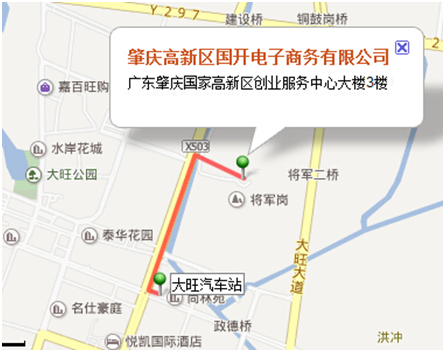 Y297
建设桥
铜鼓岗桥
肇庆高新区国开电子商务有限公司
广东肇庆国家高新区创业服务中心大楼3楼
嘉百旺购
X503
水岸花城
大旺公园
将军二桥
将军岗
泰华花园
大旺大道
大旺汽车站
尚林苑
名仕豪庭
政德桥
悦凯国际酒店
洪冲